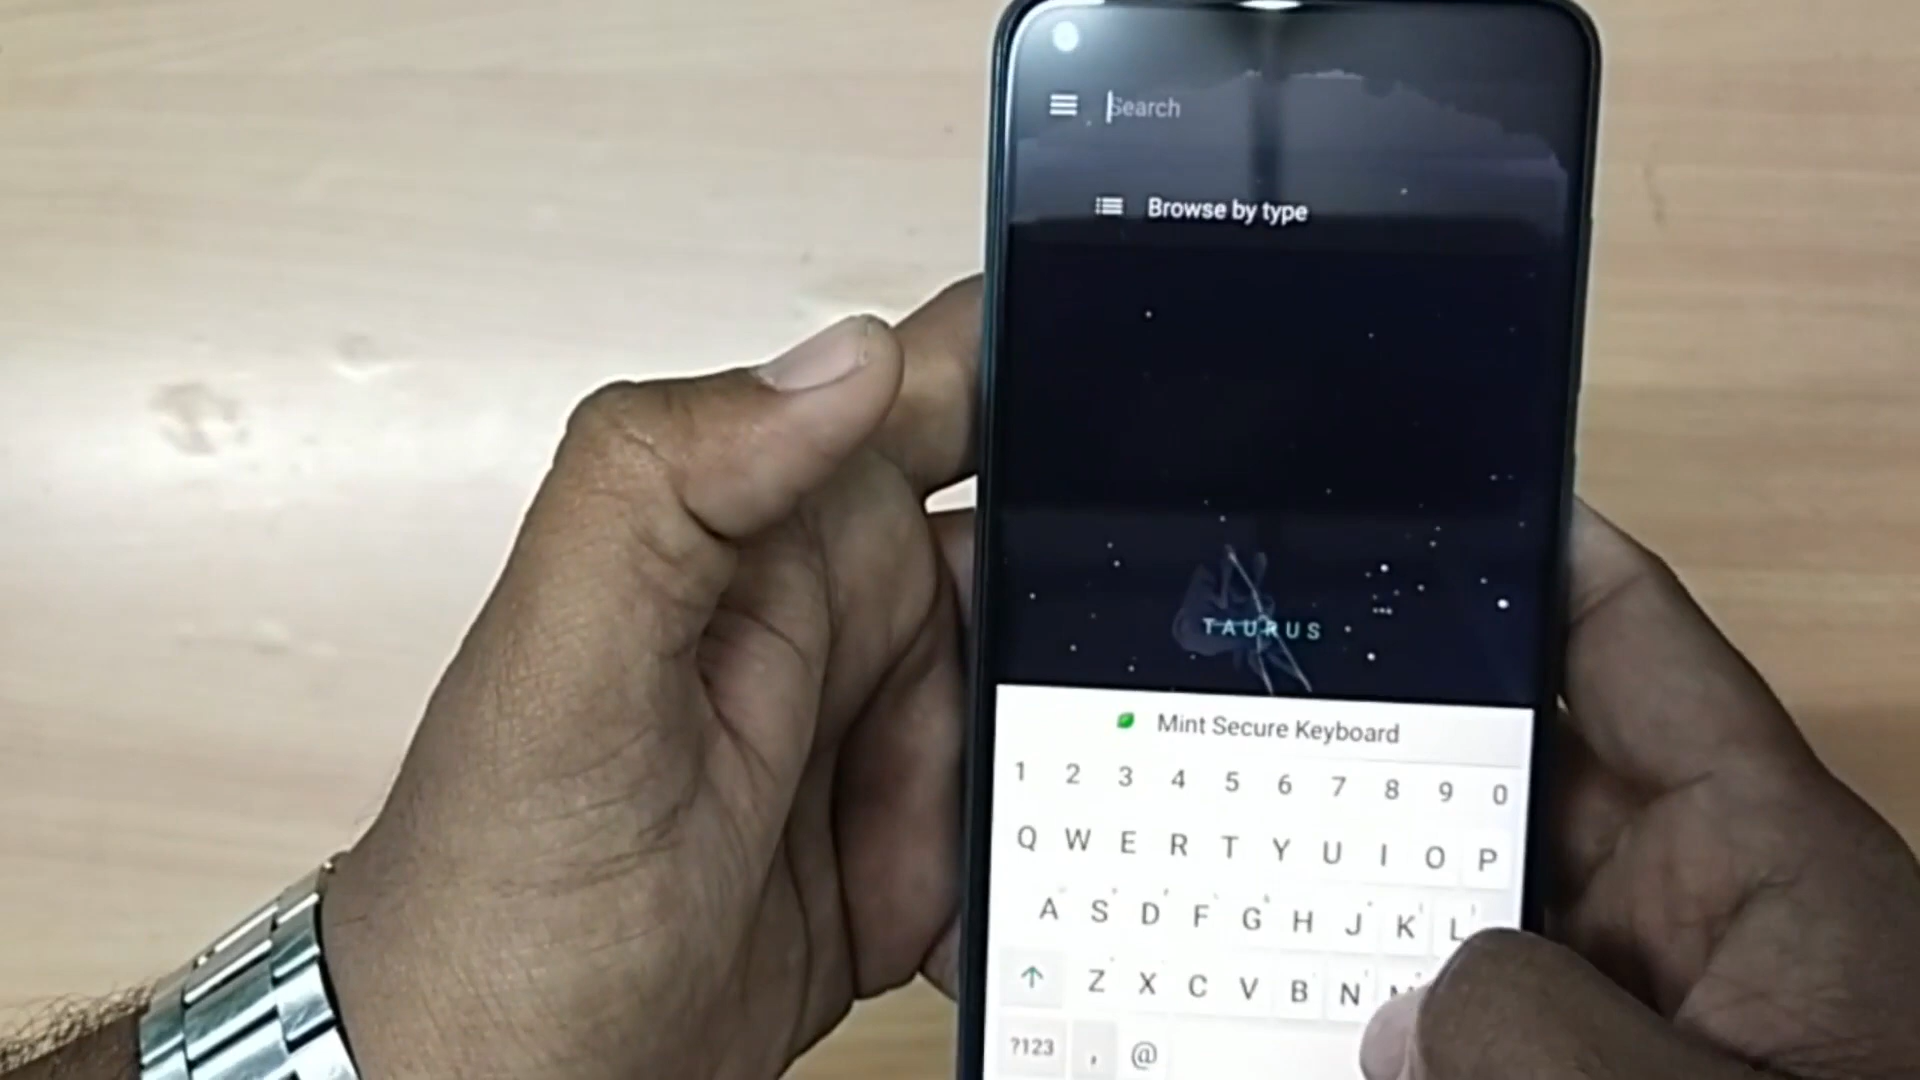 Search
Browse by type
TAURUS
Mint Secure Keyboard
1 2 3 4 5 6 7 8 9 0
Q W E R T Y U I O P
A S D F G H J K L
Z X C V B N M
?123 , @